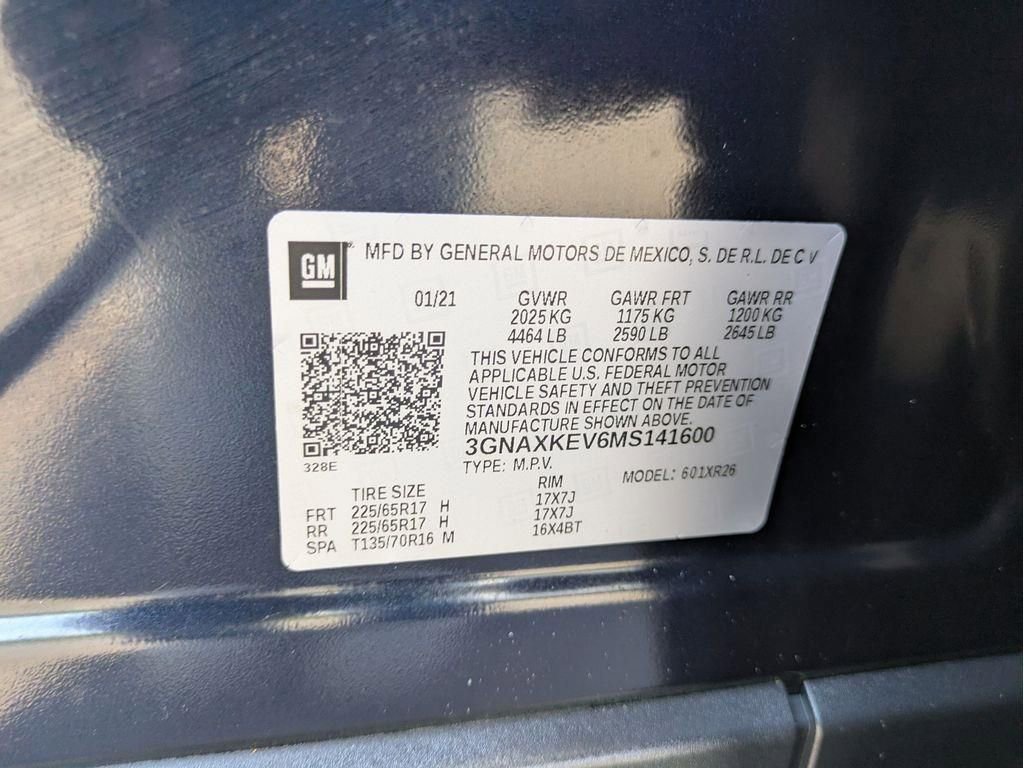 GM MFD BY GENERAL MOTORS DE MEXICO, S. DE R.L. DE C V
01/21 GVWR GAWR FRT GAWR RR
2025 KG 1175 KG 1200 KG
4464 LB 2590 LB 2645 LB
THIS VEHICLE CONFORMS TO ALL
APPLICABLE U.S. FEDERAL MOTOR
VEHICLE SAFETY AND THEFT PREVENTION
STANDARDS IN EFFECT ON THE DATE OF
MANUFACTURE SHOWN ABOVE.
3GNAXKEV6MS141600
328E TYPE: M.P.V. MODEL: 601XR26
TIRE SIZE RIM
FRT 225/65R17 H 17X7J
RR 225/65R17 H 17X7J
SPA T135/70R16 M 16X4BT